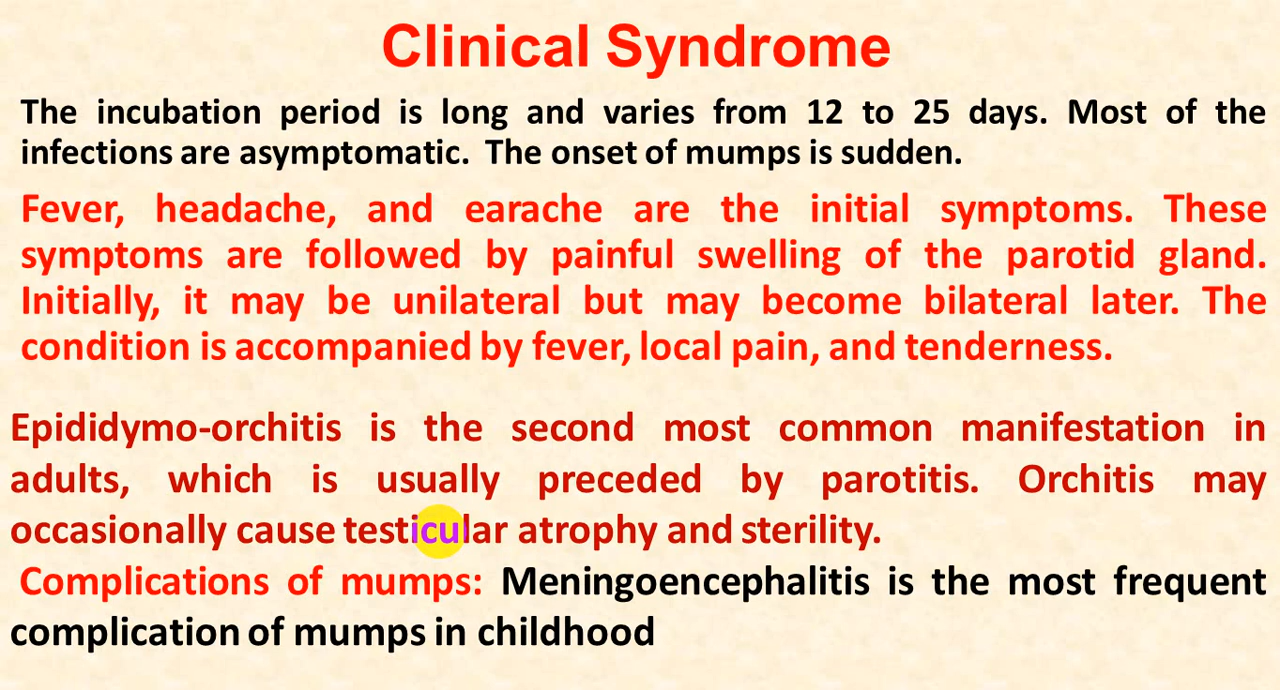 Clinical Syndrome
The incubation period is long and varies from 12 to 25 days. Most of the
infections are asymptomatic. The onset of mumps is sudden.
Fever, headache, and earache are the initial symptoms. These
symptoms are followed by painful swelling of the parotid gland.
Initially, it may be unilateral but may become bilateral later. The
condition is accompanied by fever, local pain, and tenderness.
Epididymo-orchitis is the second most common manifestation in
adults, which is usually preceded by parotitis. Orchitis may
occasionally cause testicular atrophy and sterility.
Complications of mumps: Meningoencephalitis is the most frequent
complication of mumps in childhood